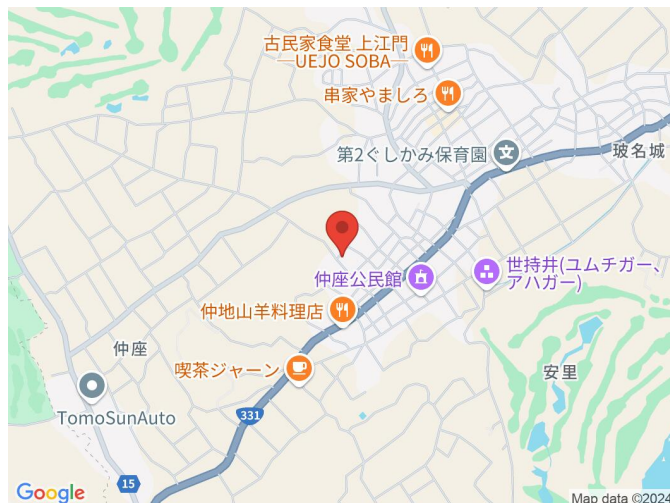 古民家食堂 上江門
─UEJO SOBA─
串家やましろ
第2ぐしかみ保育園
玻名城
仲座公民館
世持井(ユムチガー、
アハガー)
仲地山羊料理店
仲座
喫茶ジャーン
安里
TomoSunAuto
331
15
Google
Map data ©2024